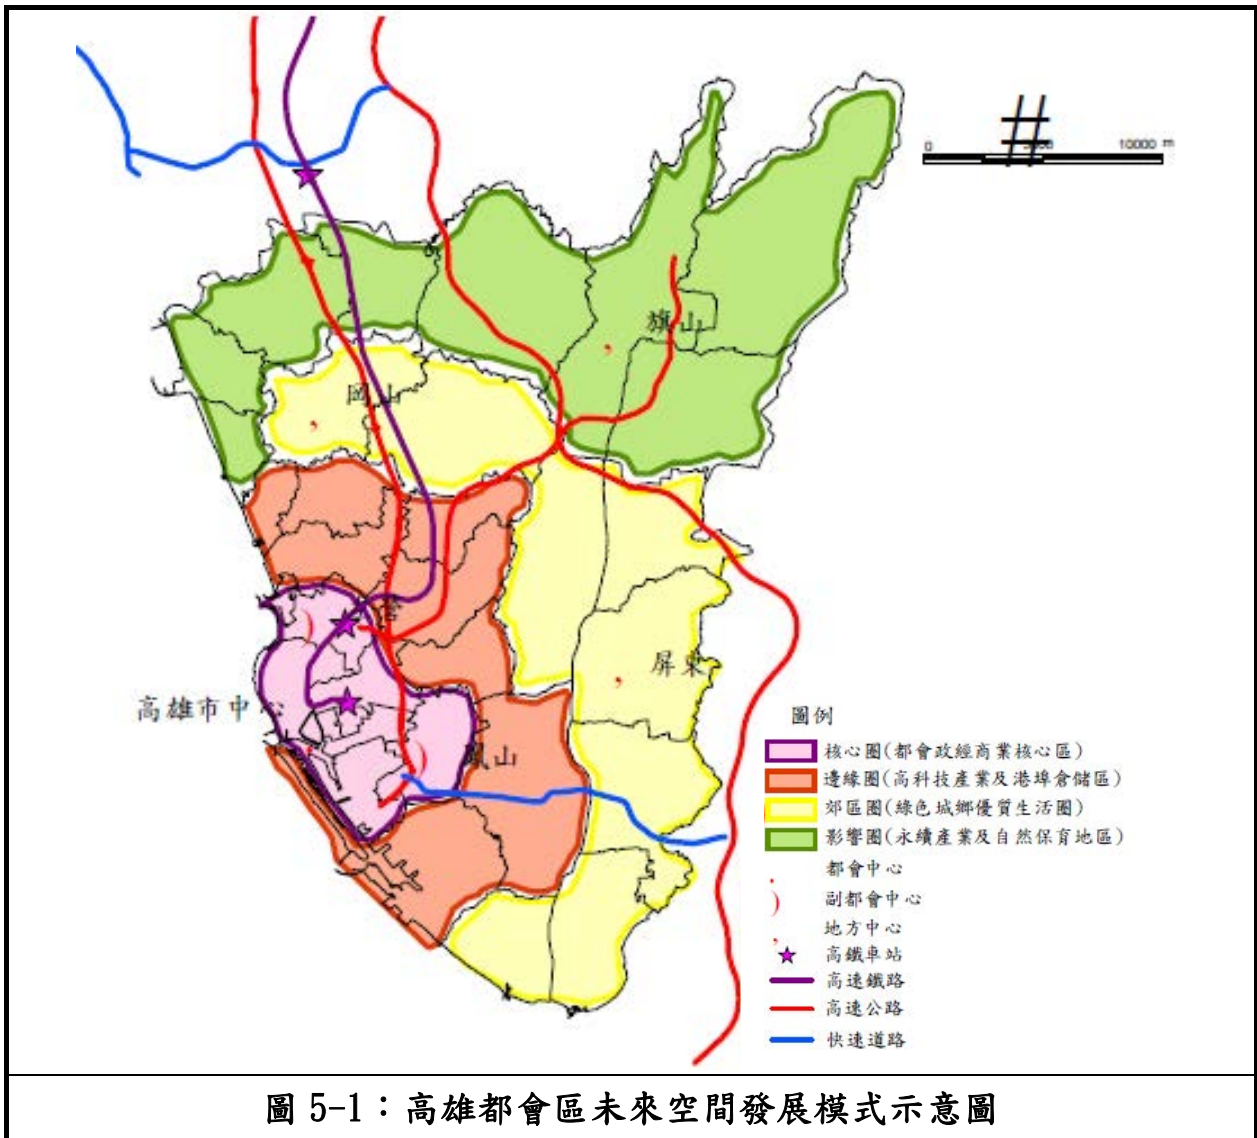 0 10000 m
旗山
岡山
屏東
高雄市中心
圖例
核心圈(都會政經商業核心區)
邊緣圈(高科技產業及港埠倉儲區)
郊區圈(綠色城鄉優質生活圈)
影響圈(永續產業及自然保育地區)
都會中心
副都會中心
地方中心
高鐵車站
高速鐵路
高速公路
快速道路
圖 5-1：高雄都會區未來空間發展模式示意圖